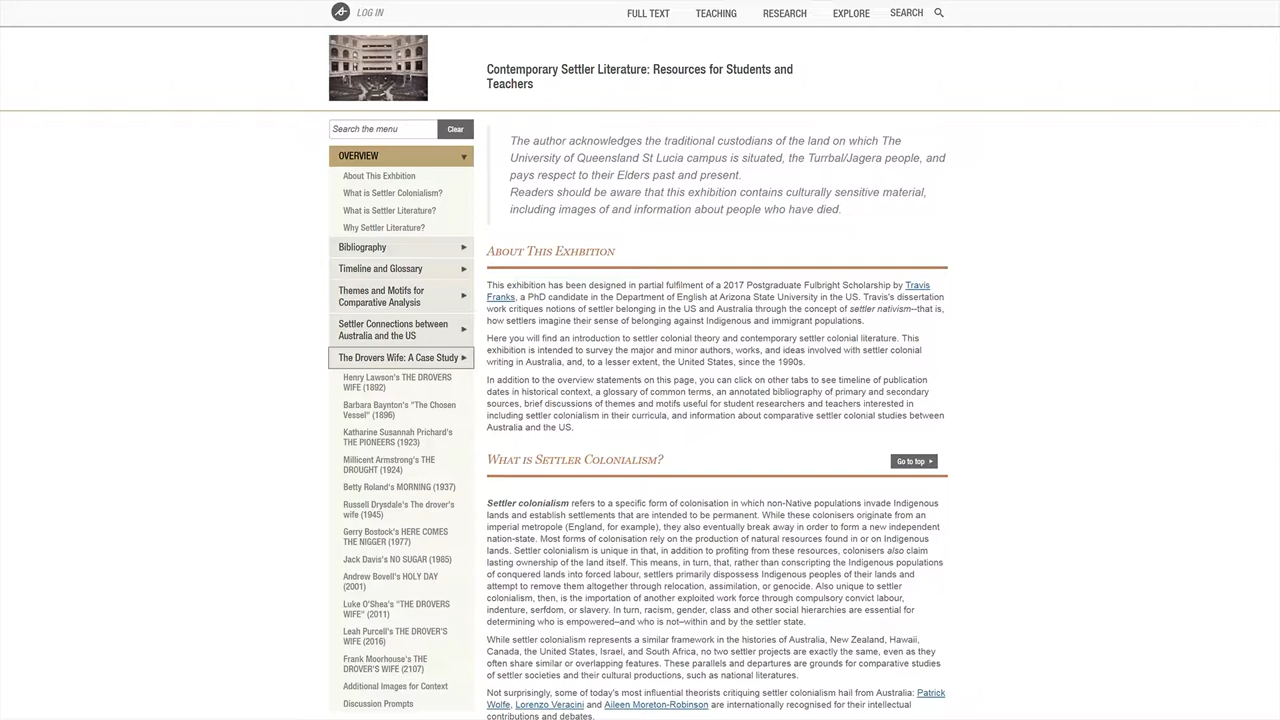 LOG IN
FULL TEXT TEACHING RESEARCH EXPLORE SEARCH
Contemporary Settler Literature: Resources for Students and
Teachers
Search the menu Clear
OVERVIEW
About This Exhbition
What is Settler Colonialism?
What is Settler Literature?
Why Settler Literature?
Bibliography
Timeline and Glossary
Themes and Motifs for
Comparative Analysis
Settler Connections between
Australia and the US
The Drovers Wife: A Case Study
Henry Lawson's THE DROVERS
WIFE (1892)
Barbara Baynton's "The Chosen
Vessel" (1896)
Katharine Susannah Prichard's
THE PIONEERS (1923)
Millicent Armstrong's THE
DROUGHT (1924)
Betty Roland's MORNING (1937)
Russell Drysdale's The drover's
wife (1945)
Gerry Bostock's HERE COMES
THE NIGGER (1977)
Jack Davis's NO SUGAR (1985)
Andrew Bovell's HOLY DAY
(2001)
Luke O'Shea's "THE DROVERS
WIFE" (2011)
Leah Purcell's THE DROVER'S
WIFE (2016)
Frank Moorhouse's THE
DROVER'S WIFE (2107)
Additional Images for Context
Discussion Prompts
The author acknowledges the traditional custodians of the land on which The
University of Queensland St Lucia campus is situated, the Turrbal/Jagera people, and
pays respect to their Elders past and present.
Readers should be aware that this exhibition contains culturally sensitive material,
including images of and information about people who have died.
About This Exhbition
This exhibition has been designed in partial fulfilment of a 2017 Postgraduate Fulbright Scholarship by Travis
Franks, a PhD candidate in the Department of English at Arizona State University in the US. Travis's dissertation
work critiques notions of settler belonging in the US and Australia through the concept of settler nativism--that is,
how settlers imagine their sense of belonging against Indigenous and immigrant populations.
Here you will find an introduction to settler colonial theory and contemporary settler colonial literature. This
exhibition is intended to survey the major and minor authors, works, and ideas involved with settler colonial
writing in Australia, and, to a lesser extent, the United States, since the 1990s.
In addition to the overview statements on this page, you can click on other tabs to see timeline of publication
dates in historical context, a glossary of common terms, an annotated bibliography of primary and secondary
sources, brief discussions of themes and motifs useful for student researchers and teachers interested in
including settler colonialism in their curricula, and information about comparative settler colonial studies between
Australia and the US.
What is Settler Colonialism?
Go to top
Settler colonialism refers to a specific form of colonisation in which non-Native populations invade Indigenous
lands and establish settlements that are intended to be permanent. While these colonisers originate from an
imperial metropole (England, for example), they also eventually break away in order to form a new independent
nation-state. Most forms of colonisation rely on the production of natural resources found in or on Indigenous
lands. Settler colonialism is unique in that, in addition to profiting from these resources, colonisers also claim
lasting ownership of the land itself. This means, in turn, that, rather than conscripting the Indigenous populations
of conquered lands into forced labour, settlers primarily dispossess Indigenous peoples of their lands and
attempt to remove them altogether through relocation, assimilation, or genocide. Also unique to settler
colonialism, then, is the importation of another exploited work force through compulsory convict labour,
indenture, serfdom, or slavery. In turn, racism, gender, class and other social hierarchies are essential for
determining who is empowered–and who is not–within and by the settler state.
While settler colonialism represents a similar framework in the histories of Australia, New Zealand, Hawaii,
Canada, the United States, Israel, and South Africa, no two settler projects are exactly the same, even as they
often share similar or overlapping features. These parallels and departures are grounds for comparative studies
of settler societies and their cultural productions, such as national literatures.
Not surprisingly, some of today's most influential theorists critiquing settler colonialism hail from Australia: Patrick
Wolfe, Lorenzo Veracini and Aileen Moreton-Robinson are internationally recognised for their intellectual
contributions and debates.